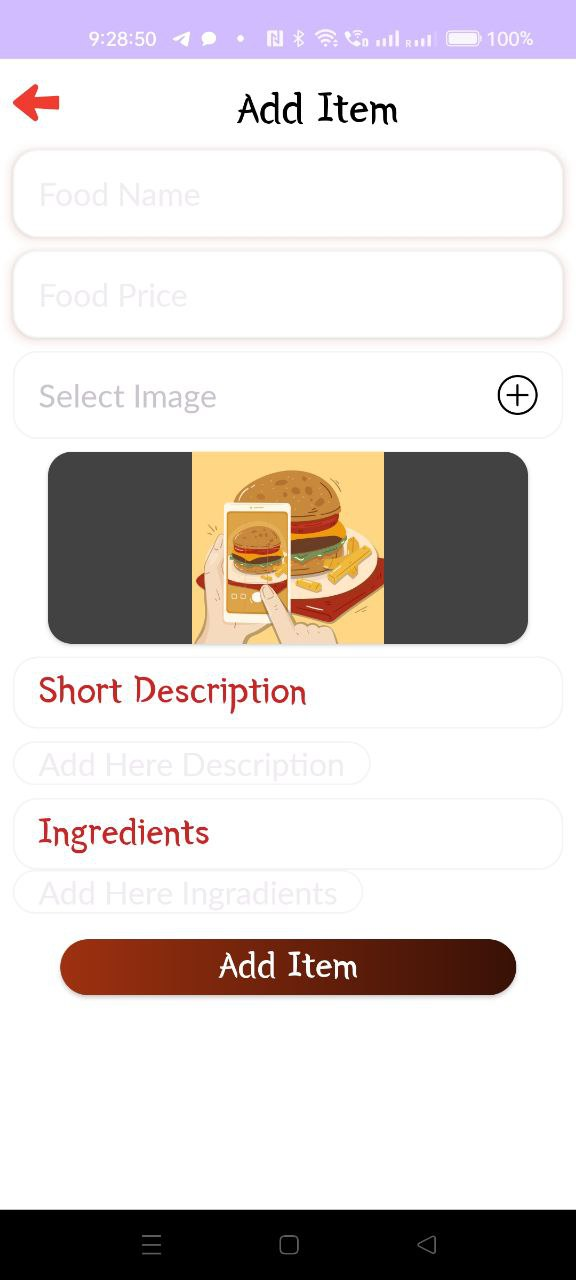 9:28:50
100%
Add Item
Food Name
Food Price
Select Image
Short Description
Add Here Description
Ingredients
Add Here Ingradients
Add Item